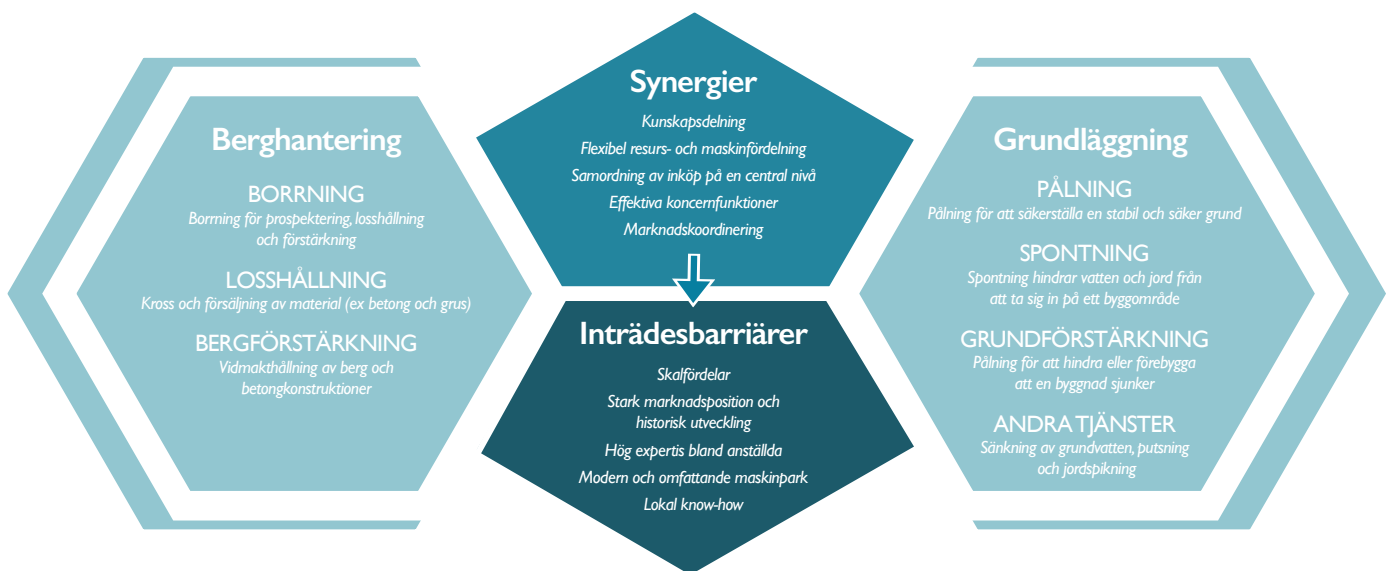 Berghantering
BORRNING
Borrning för prospektering, losshållning
och förstärkning
LOSSHÅLLNING
Kross och försäljning av material (ex betong och grus)
BERGFÖRSTÄRKNING
Vidmakthållning av berg och
betongkonstruktioner
Synergier
Kunskapsdelning
Flexibel resurs- och maskinfördelning
Samordning av inköp på en central nivå
Effektiva koncernfunktioner
Marknadskoordinering
Inträdesbarriärer
Skalfördelar
Stark marknadsposition och
historisk utveckling
Hög expertis bland anställda
Modern och omfattande maskinpark
Lokal know-how
Grundläggning
PÅLNING
Pålning för att säkerställa en stabil och säker grund
SPONTNING
Spontning hindrar vatten och jord från
att ta sig in på ett byggområde
GRUNDFÖRSTÄRKNING
Pålning för att hindra eller förebygga
att en byggnad sjunker
ANDRA TJÄNSTER
Sänkning av grundvatten, putsning
och jordspikning